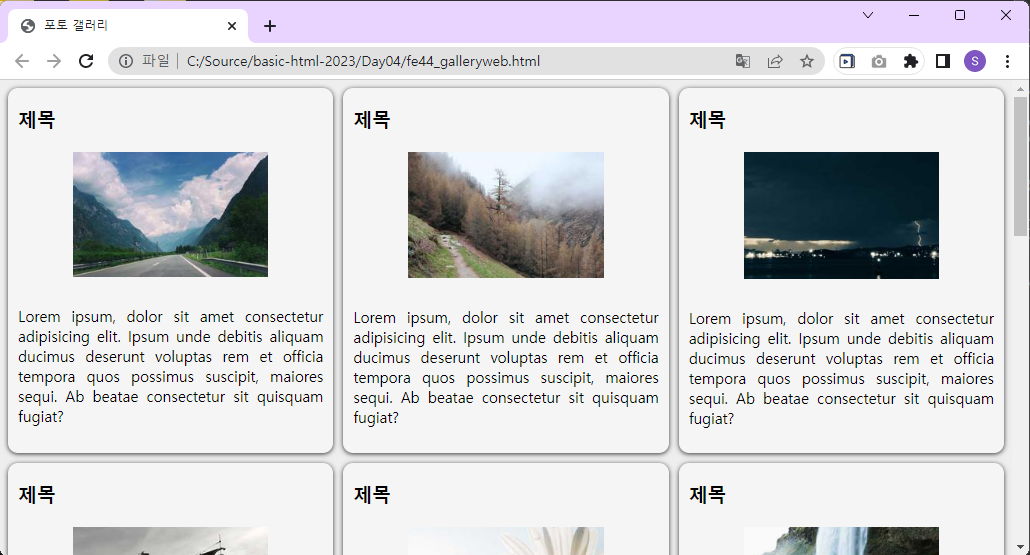 포토 갤러리
파일
C:/Source/basic-html-2023/Day04/fe44_galleryweb.html
S
제목
Lorem ipsum, dolor sit amet consectetur
adipisicing elit. Ipsum unde debitis aliquam
ducimus deserunt voluptas rem et officia
tempora quos possimus suscipit, maiores
sequi. Ab beatae consectetur sit quisquam
fugiat?
제목
Lorem ipsum, dolor sit amet consectetur
adipisicing elit. Ipsum unde debitis aliquam
ducimus deserunt voluptas rem et officia
tempora quos possimus suscipit, maiores
sequi. Ab beatae consectetur sit quisquam
fugiat?
제목
Lorem ipsum, dolor sit amet consectetur
adipisicing elit. Ipsum unde debitis aliquam
ducimus deserunt voluptas rem et officia
tempora quos possimus suscipit, maiores
sequi. Ab beatae consectetur sit quisquam
fugiat?
제목
제목
제목